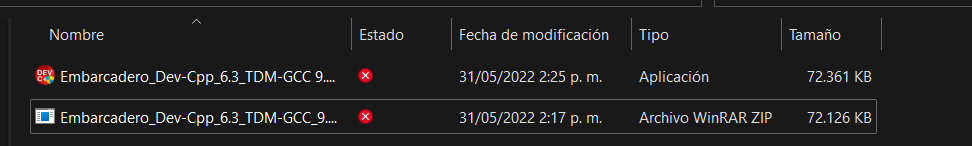 Nombre Estado Fecha de modificación Tipo Tamaño
Embarcadero_Dev-Cpp_6.3_TDM-GCC 9.... 31/05/2022 2:25 p. m. Aplicación 72.361 KB
Embarcadero_Dev-Cpp_6.3_TDM-GCC_9.... 31/05/2022 2:17 p. m. Archivo WinRAR ZIP 72.126 KB